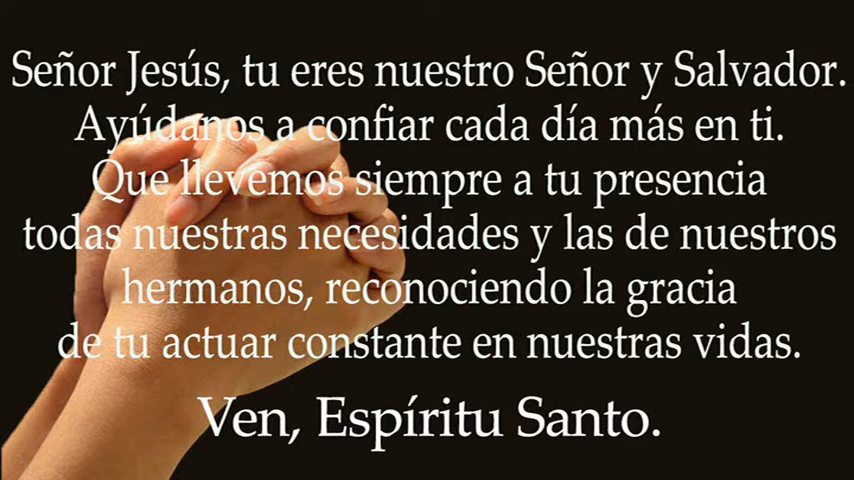 Señor Jesús, tu eres nuestro Señor y Salvador.
Ayúdanos a confiar cada día más en ti.
Que llevemos siempre a tu presencia
todas nuestras necesidades y las de nuestros
hermanos, reconociendo la gracia
de tu actuar constante en nuestras vidas.
Ven, Espíritu Santo.